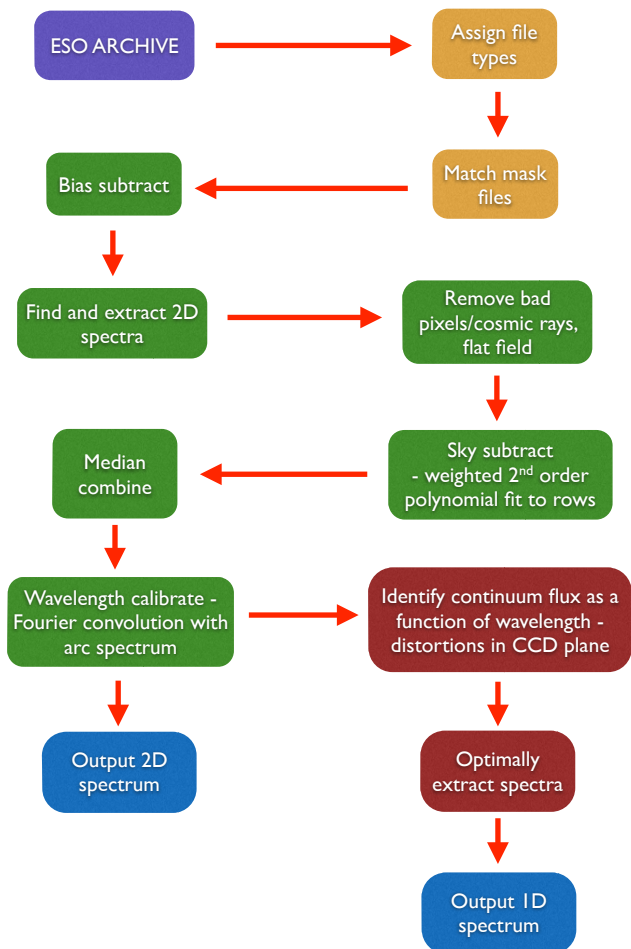 ESO ARCHIVE
Assign file
types
Match mask
files
Bias subtract
Find and extract 2D
spectra
Remove bad
pixels/cosmic rays,
flat field
Sky subtract
- weighted 2nd order
polynomial fit to rows
Median
combine
Wavelength calibrate -
Fourier convolution with
arc spectrum
Identify continuum flux as a
function of wavelength -
distortions in CCD plane
Output 2D
spectrum
Optimally
extract spectra
Output 1D
spectrum